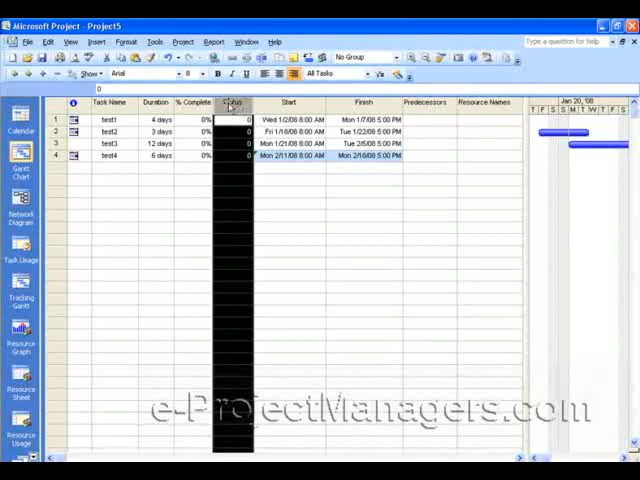 Microsoft Project - Project5
File Edit View Insert Format Tools Project Report Window Help
Type a question for help
No Group
Show Arial 8 B I U All Tasks
0
Task Name Duration % Complete Status Start Finish Predecessors Resource Names Jan 20, '08
T F S S M T W T F S
1 test1 4 days 0% 0 Wed 1/2/08 8:00 AM Mon 1/7/08 5:00 PM
2 test2 3 days 0% 0 Fri 1/18/08 8:00 AM Tue 1/22/08 5:00 PM
3 test3 12 days 0% 0 Mon 1/21/08 8:00 AM Tue 2/5/08 5:00 PM
4 test4 6 days 0% 0 Mon 2/11/08 8:00 AM Mon 2/18/08 5:00 PM
Calendar
Gantt
Chart
Network
Diagram
Task Usage
Tracking
Gantt
Resource
Graph
Resource
Sheet
Resource
Usage
e-ProjectManagers.com